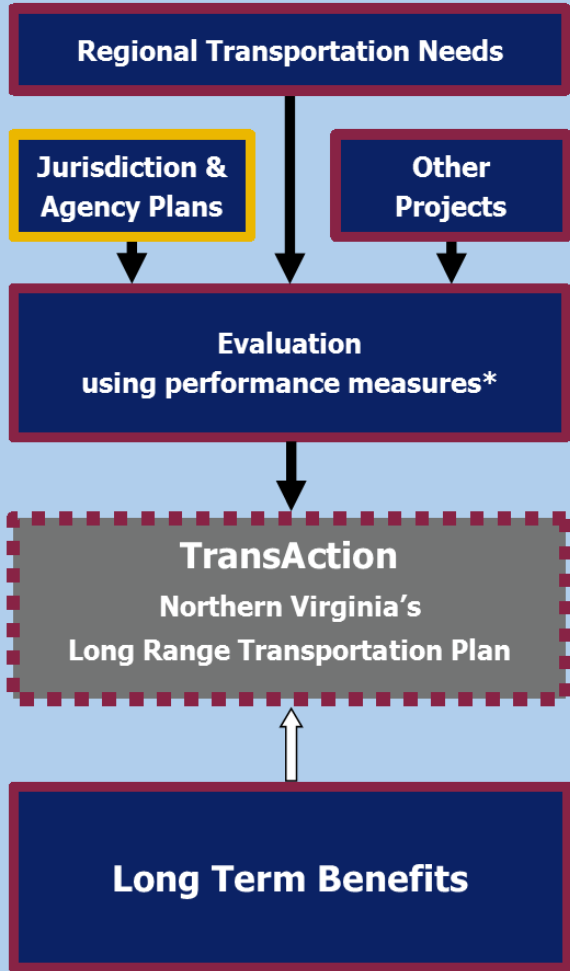 Regional Transportation Needs
Jurisdiction &
Agency Plans
Other
Projects
Evaluation
using performance measures*
TransAction
Northern Virginia’s
Long Range Transportation Plan
Long Term Benefits